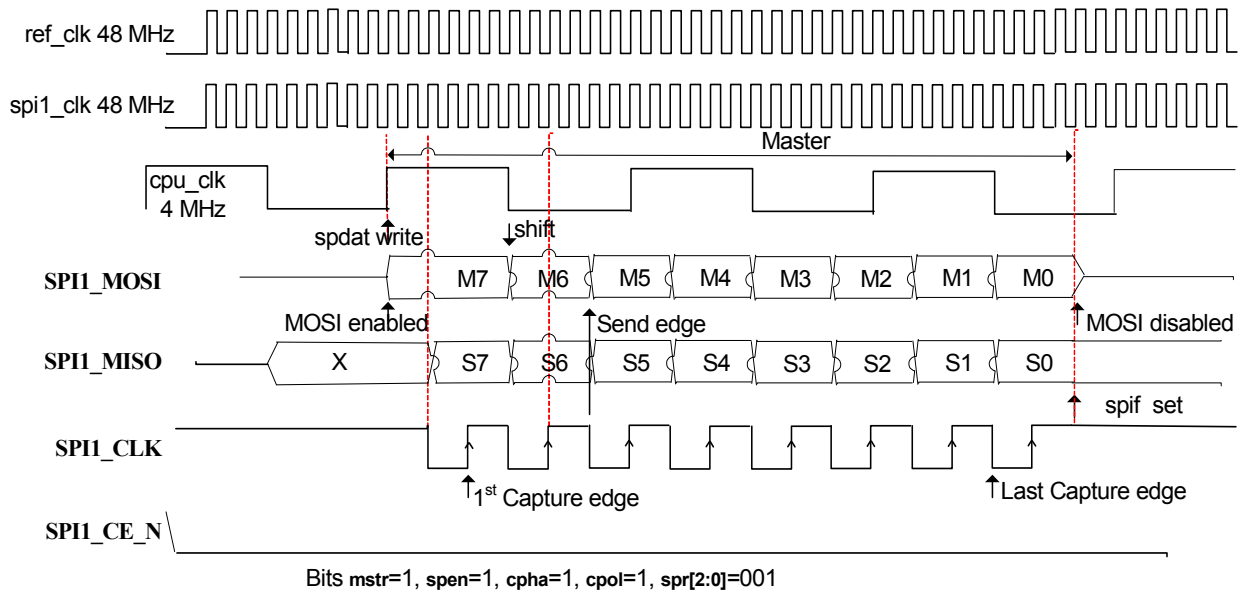 ref_clk 48 MHz
spi1_clk 48 MHz
Master
cpu_clk
4 MHz
spdat write
shift
SPI1_MOSI
M7 M6 M5 M4 M3 M2 M1 M0
MOSI enabled
Send edge
MOSI disabled
SPI1_MISO
X S7 S6 S5 S4 S3 S2 S1 S0
spif set
SPI1_CLK
1st Capture edge
Last Capture edge
SPI1_CE_N
Bits mstr=1, spen=1, cpha=1, cpol=1, spr[2:0]=001